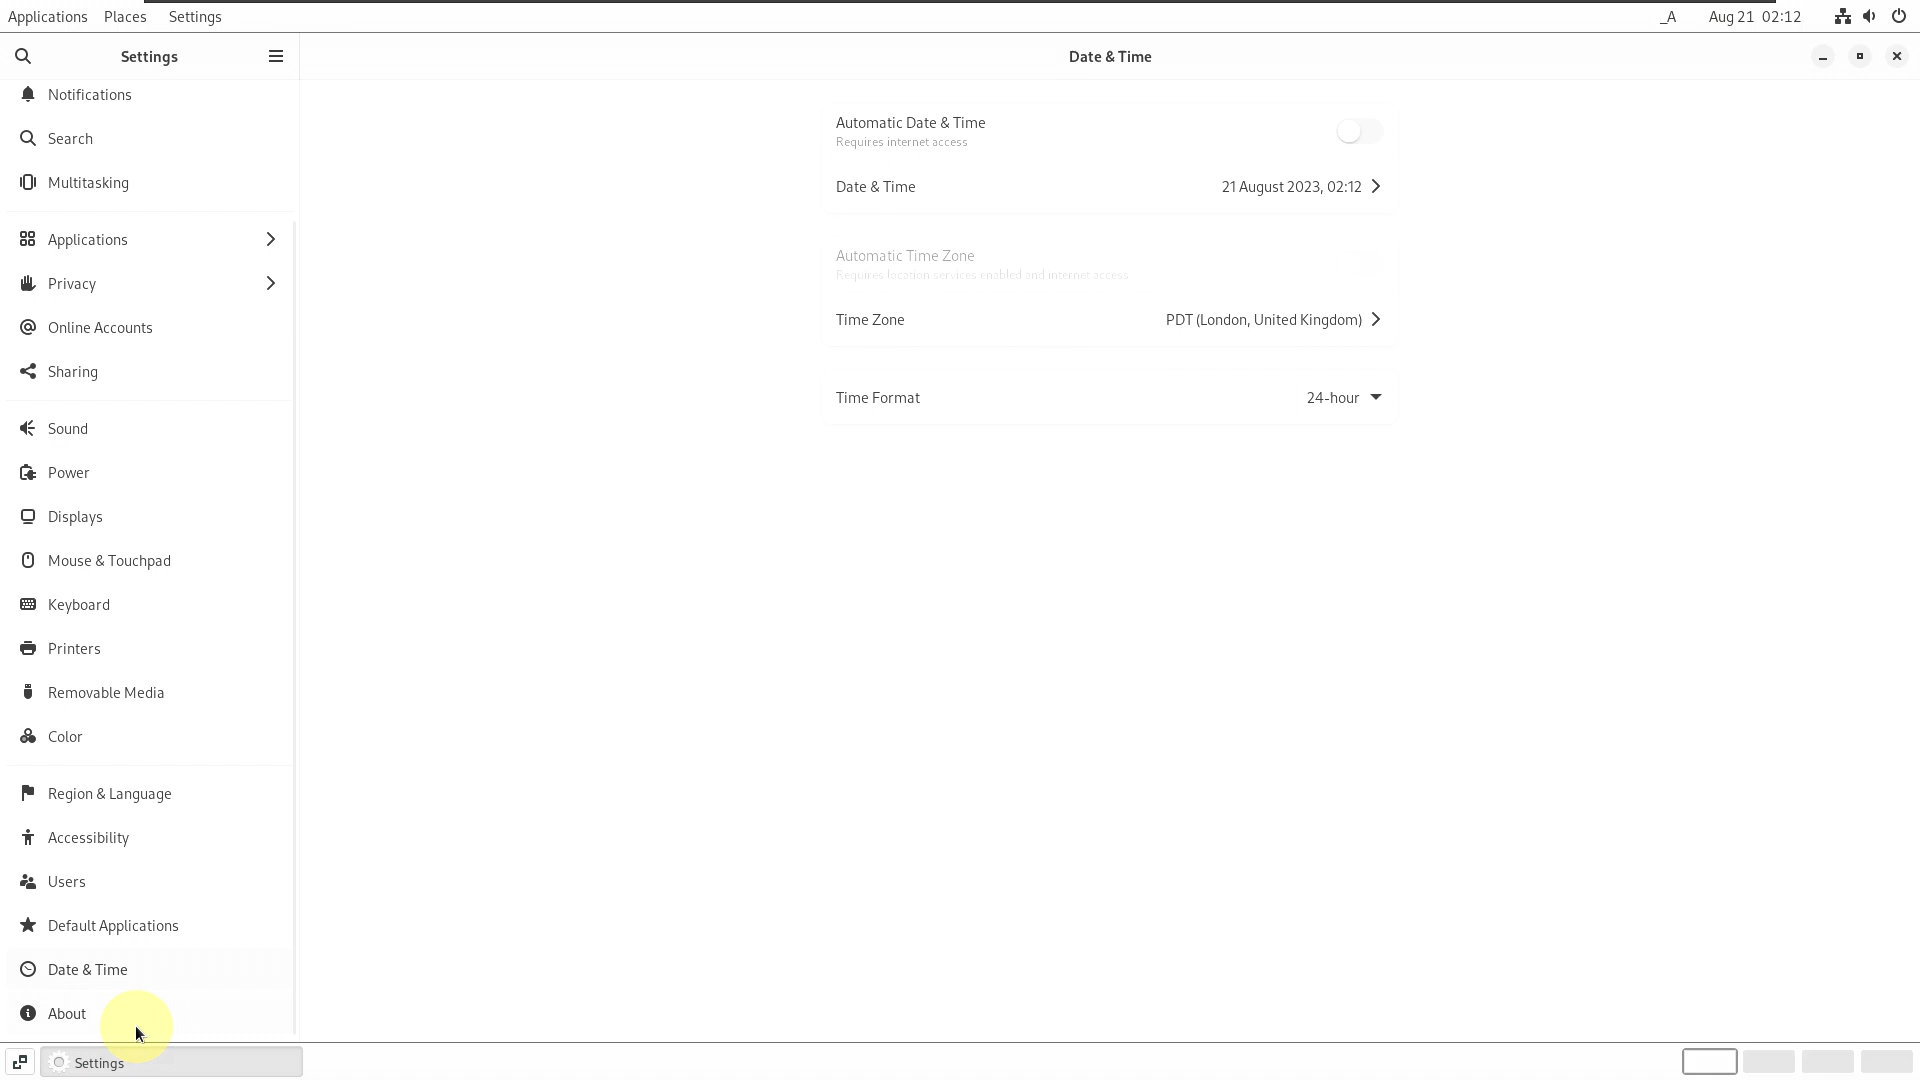 Applications Places Settings _A Aug 21 02:12
Settings Date & Time
Notifications
Search
Multitasking
Applications
Privacy
Online Accounts
Sharing
Sound
Power
Displays
Mouse & Touchpad
Keyboard
Printers
Removable Media
Color
Region & Language
Accessibility
Users
Default Applications
Date & Time
About
Automatic Date & Time
Requires internet access
Date & Time 21 August 2023, 02:12
Automatic Time Zone
Requires location services enabled and internet access
Time Zone PDT (London, United Kingdom)
Time Format 24-hour
Settings